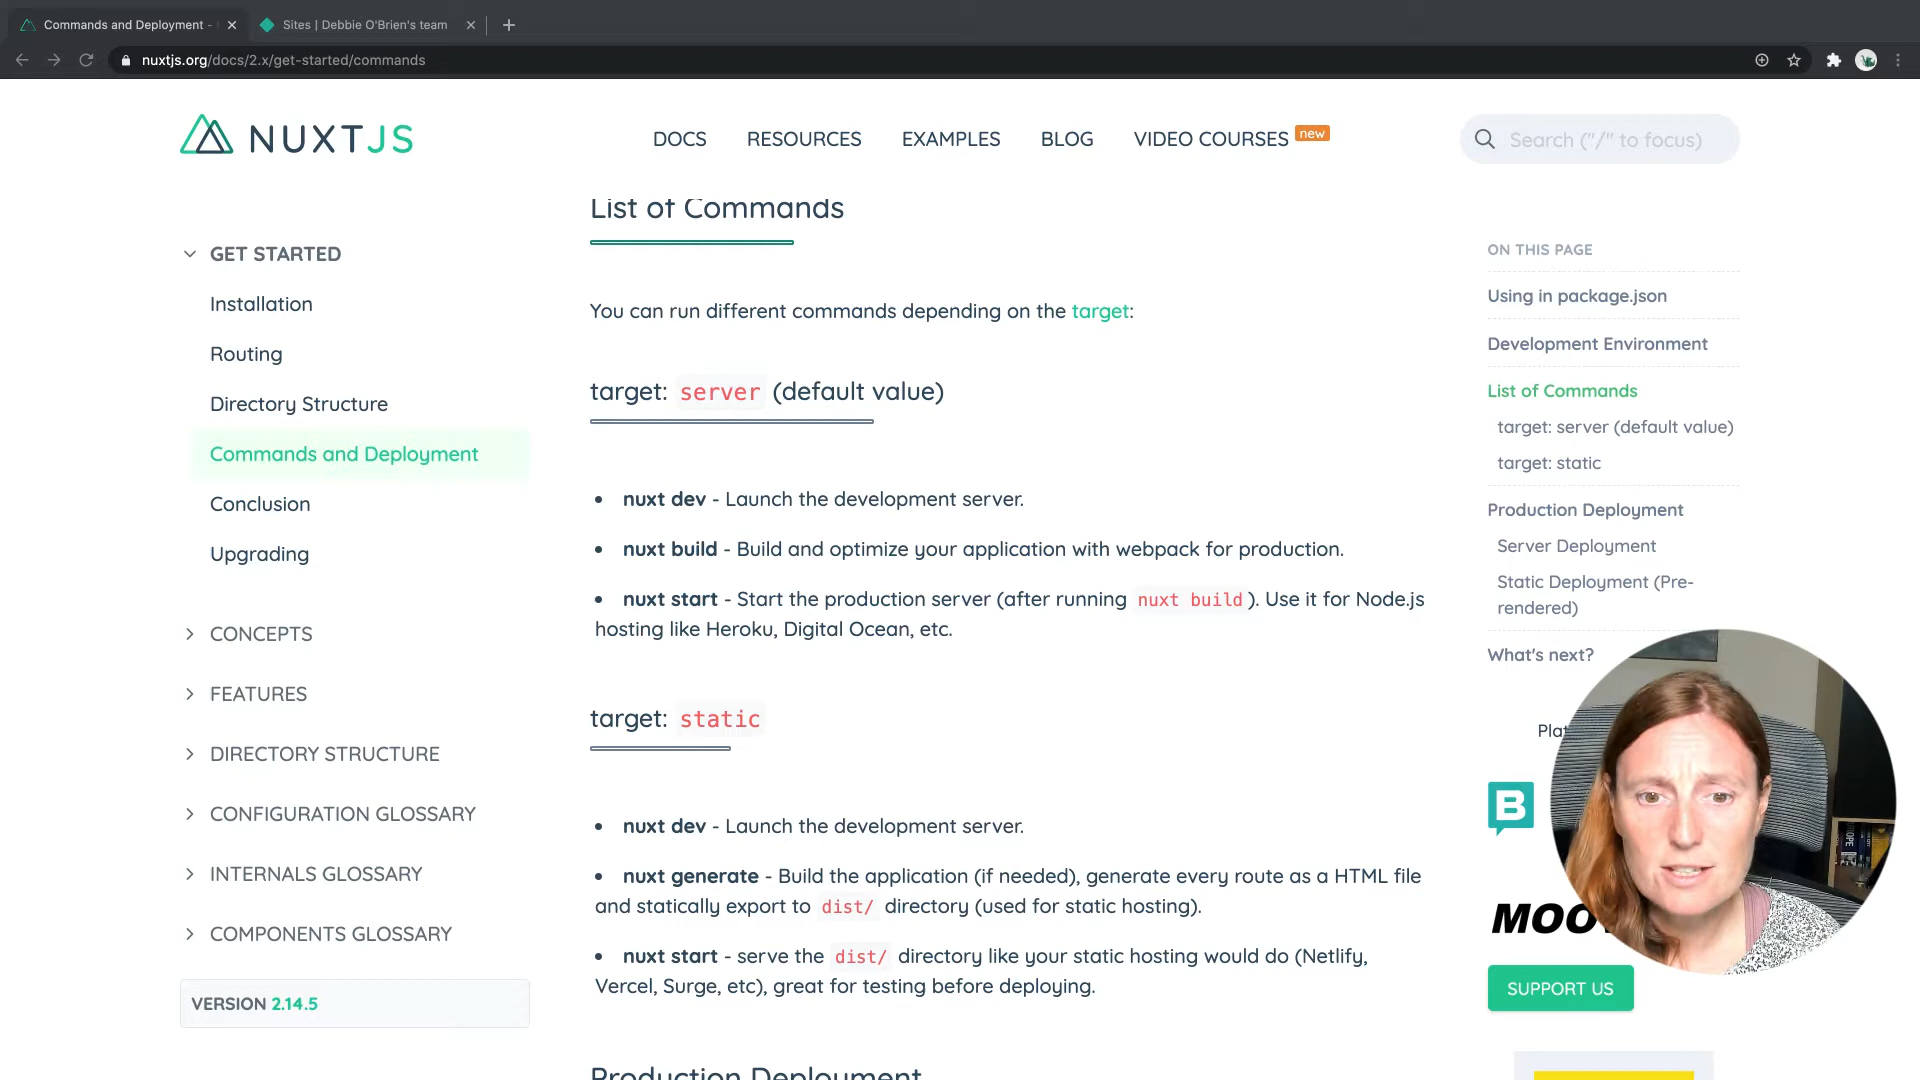 Commands and Deployment -
Sites | Debbie O'Brien's team
nuxtjs.org/docs/2.x/get-started/commands
NUXTJS
DOCS
RESOURCES
EXAMPLES
BLOG
VIDEO COURSES new
Search ("/" to focus)
GET STARTED
Installation
Routing
Directory Structure
Commands and Deployment
Conclusion
Upgrading
CONCEPTS
FEATURES
DIRECTORY STRUCTURE
CONFIGURATION GLOSSARY
INTERNALS GLOSSARY
COMPONENTS GLOSSARY
VERSION 2.14.5
List of Commands
You can run different commands depending on the target:
target: server (default value)
nuxt dev - Launch the development server.
nuxt build - Build and optimize your application with webpack for production.
nuxt start - Start the production server (after running nuxt build). Use it for Node.js
hosting like Heroku, Digital Ocean, etc.
target: static
nuxt dev - Launch the development server.
nuxt generate - Build the application (if needed), generate every route as a HTML file
and statically export to dist/ directory (used for static hosting).
nuxt start - serve the dist/ directory like your static hosting would do (Netlify,
Vercel, Surge, etc), great for testing before deploying.
Production Deployment
ON THIS PAGE
Using in package.json
Development Environment
List of Commands
target: server (default value)
target: static
Production Deployment
Server Deployment
Static Deployment (Pre-
rendered)
What's next?
B
SUPPORT US